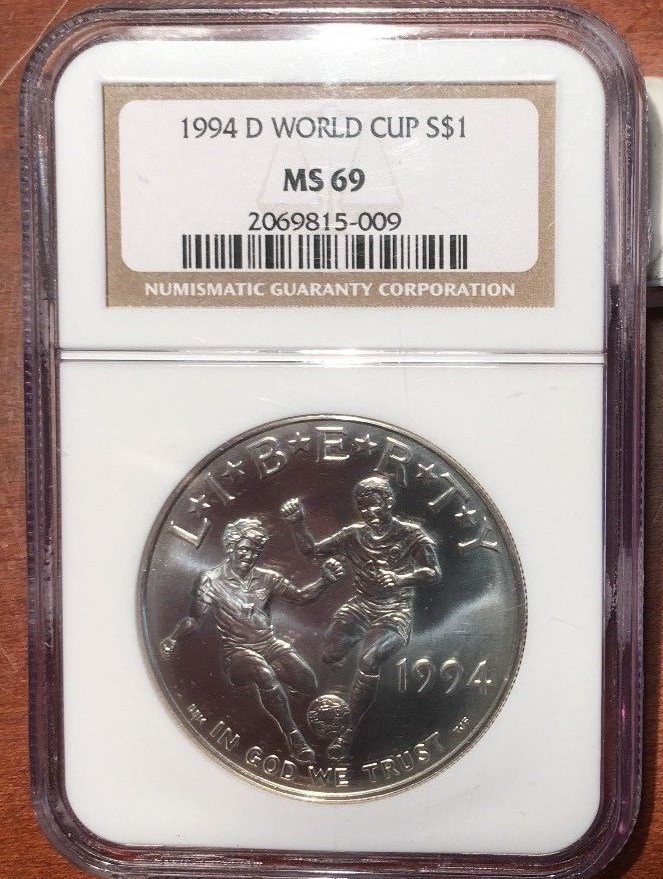 1994 D WORLD CUP S$1
MS 69
2069815-009
NUMISMATIC GUARANTY CORPORATION
L★I★B★E★R★T★Y
1994
IN GOD WE TRUST